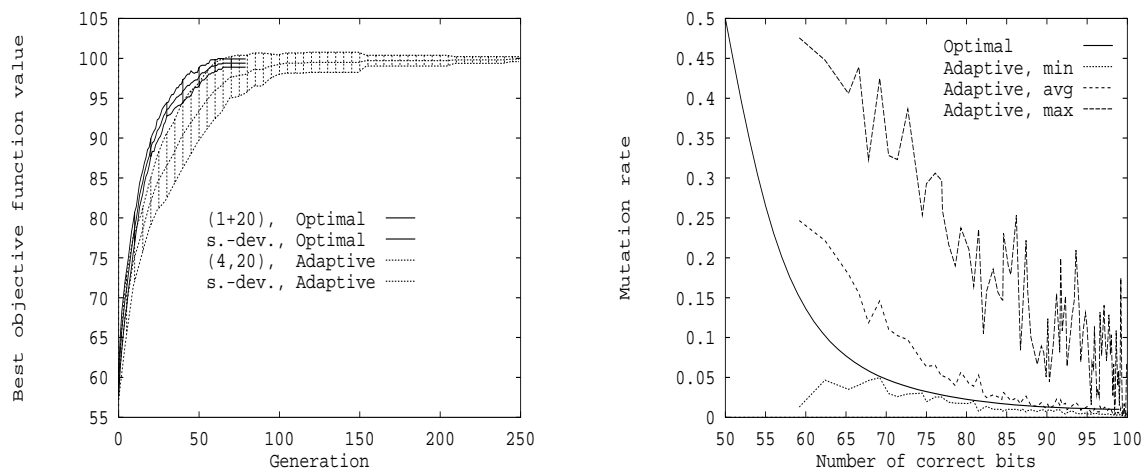 105
100
95
90
85
80
75
70
65
60
55
Best objective function value
(1+20), Optimal
s.-dev., Optimal
(4,20), Adaptive
s.-dev., Adaptive
0 50 100 150 200 250
Generation
0.5
0.45
0.4
0.35
0.3
0.25
0.2
0.15
0.1
0.05
0
Mutation rate
Optimal
Adaptive, min
Adaptive, avg
Adaptive, max
50 55 60 65 70 75 80 85 90 95 100
Number of correct bits